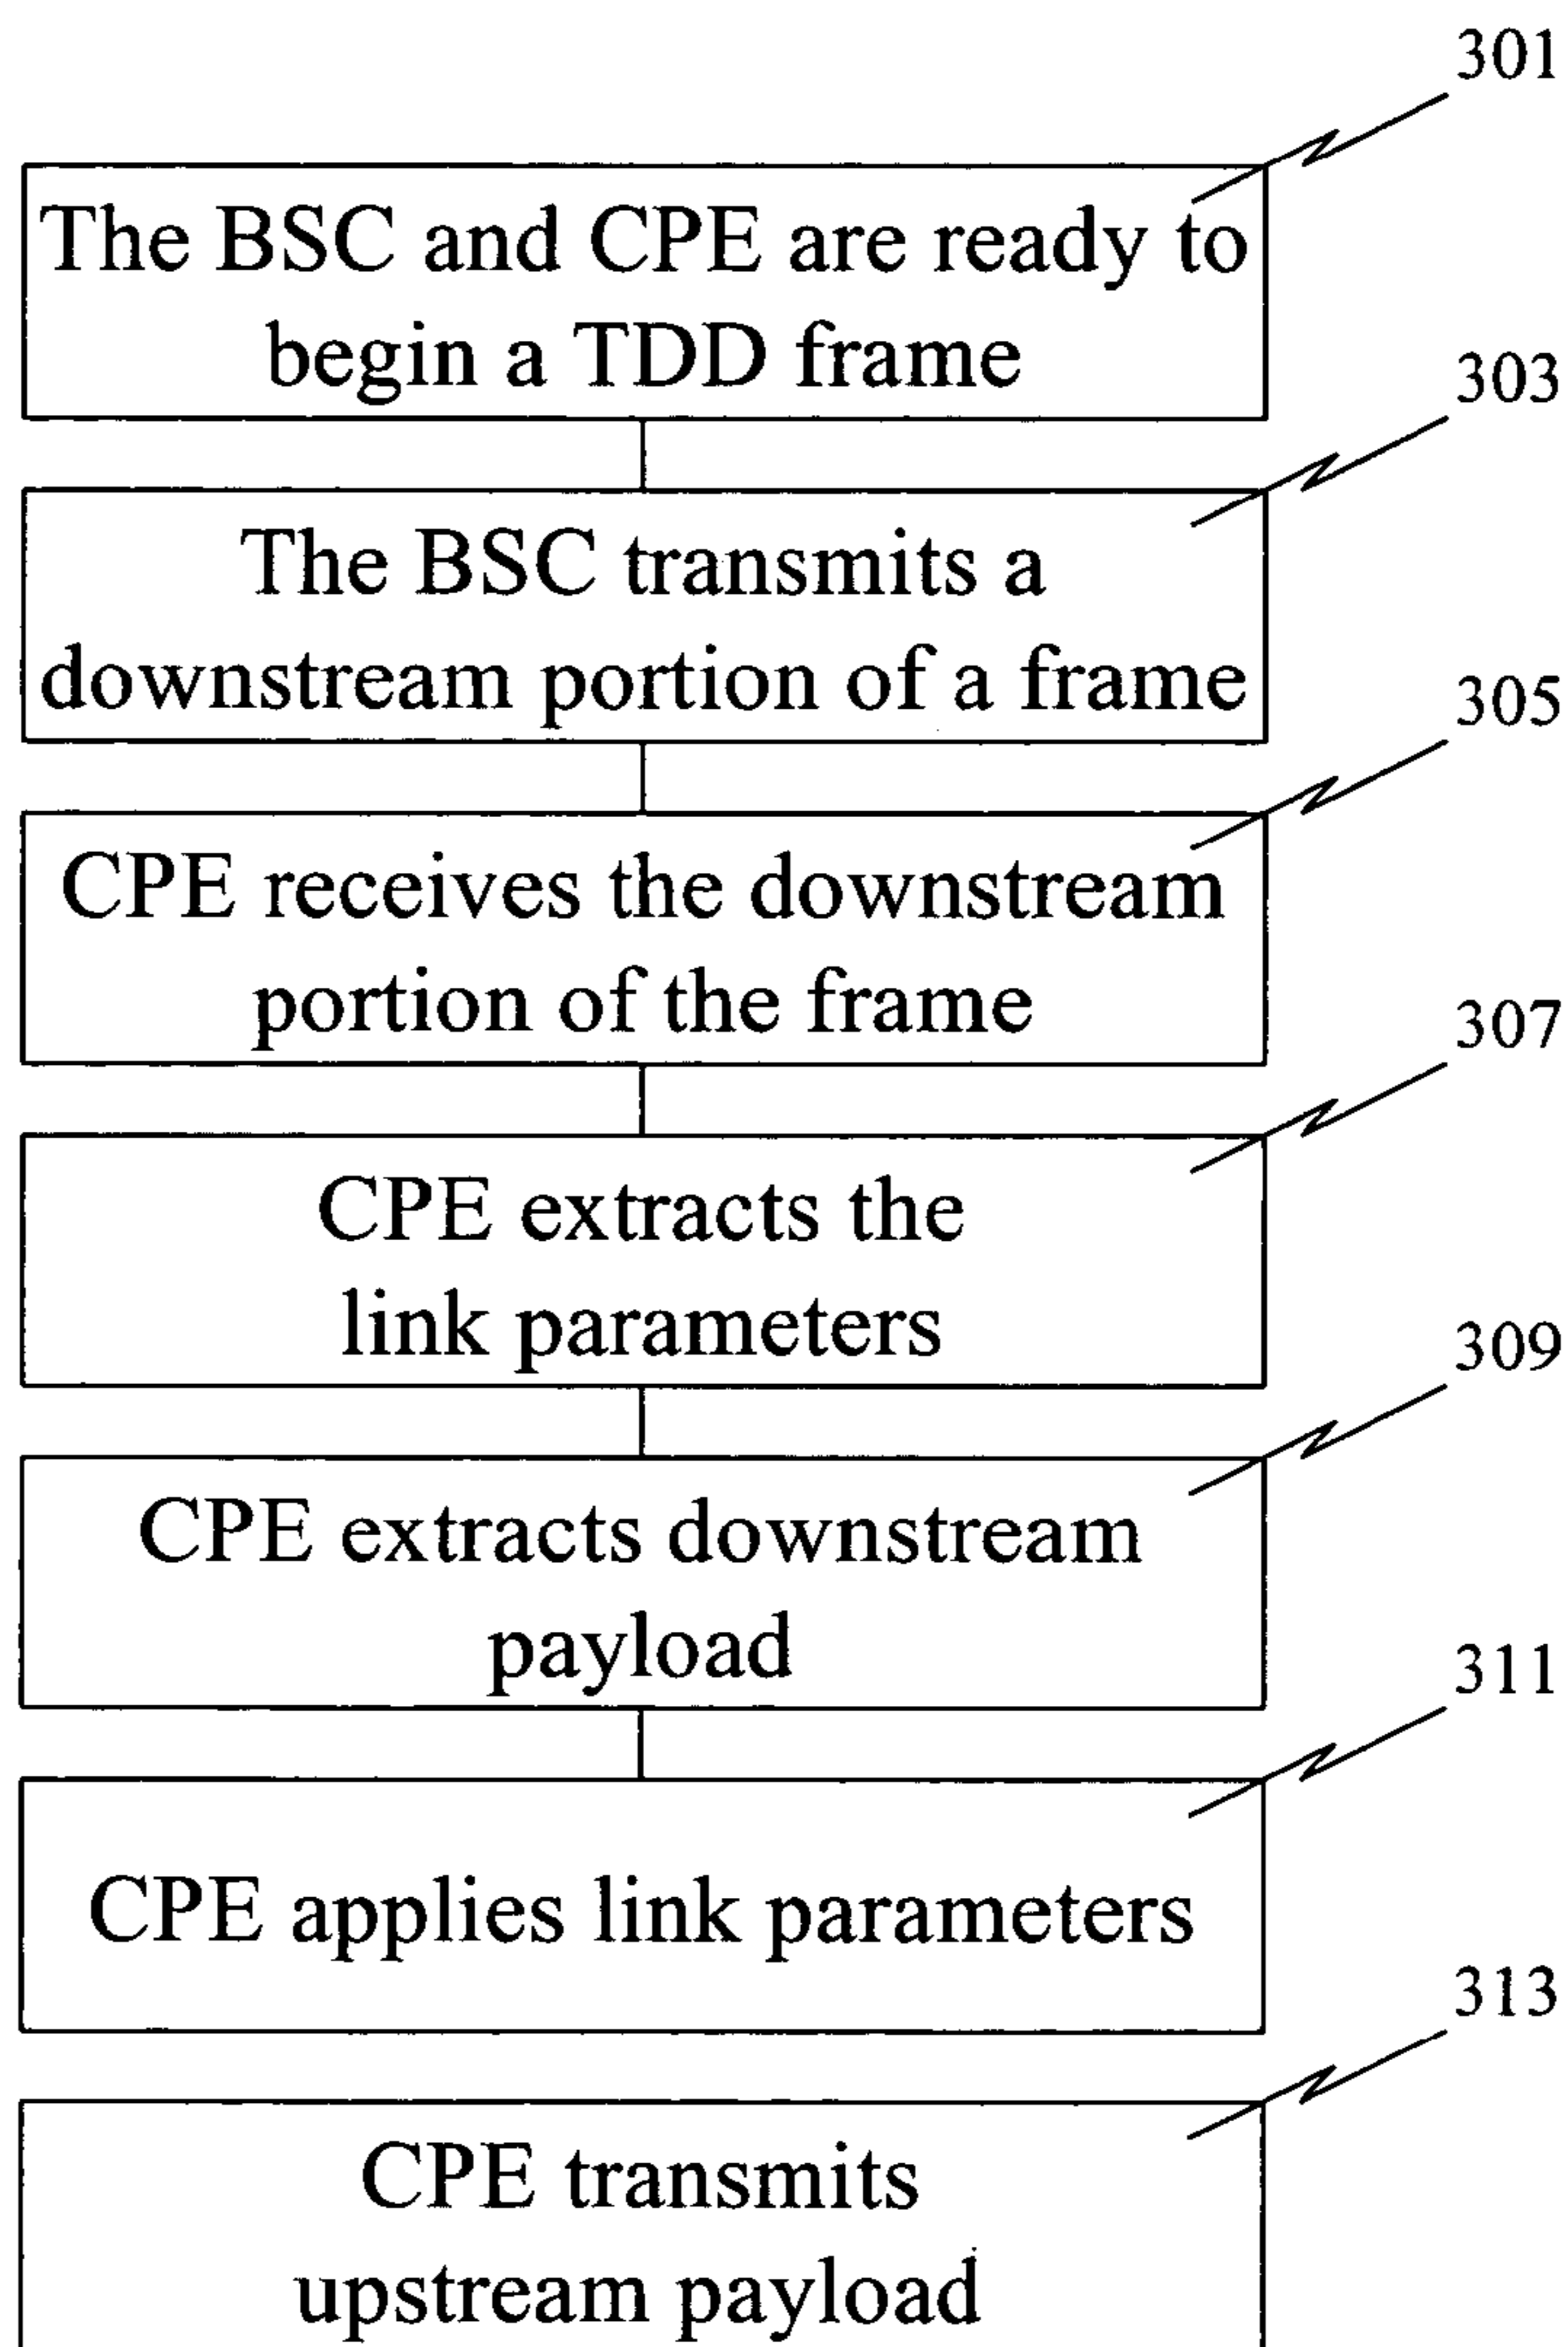 301
The BSC and CPE are ready to
begin a TDD frame
303
The BSC transmits a
downstream portion of a frame
305
CPE receives the downstream
portion of the frame
307
CPE extracts the
link parameters
309
CPE extracts downstream
payload
311
CPE applies link parameters
313
CPE transmits
upstream payload